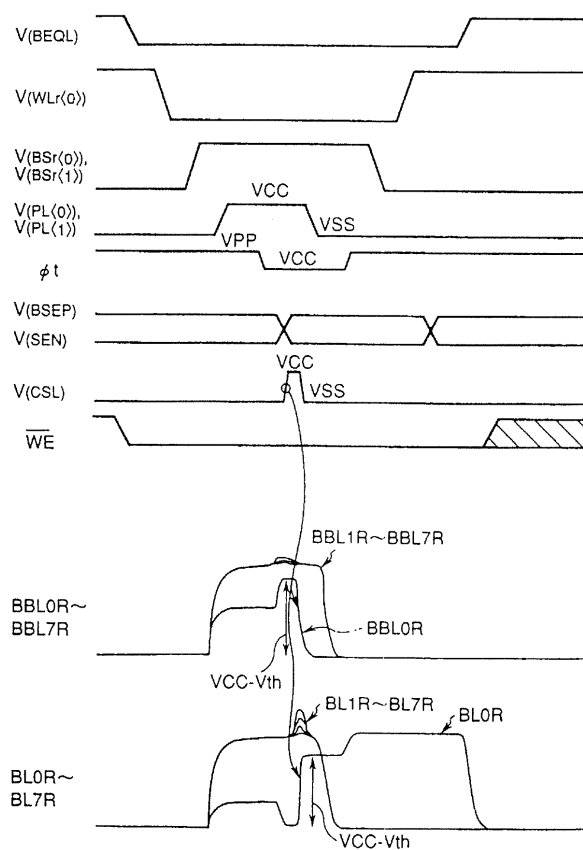 V(BEQL)
V(WLr⟨0⟩)
V(BSr⟨0⟩),
V(BSr⟨1⟩)
VCC
V(PL⟨0⟩),
V(PL⟨1⟩)
VSS
VPP
VCC
φt
V(BSEP)
V(SEN)
VCC
V(CSL)
VSS
WE
BBL1R~BBL7R
BBL0R~
BBL7R
BBL0R
VCC-Vth
BL1R~BL7R
BL0R
BL0R~
BL7R
VCC-Vth